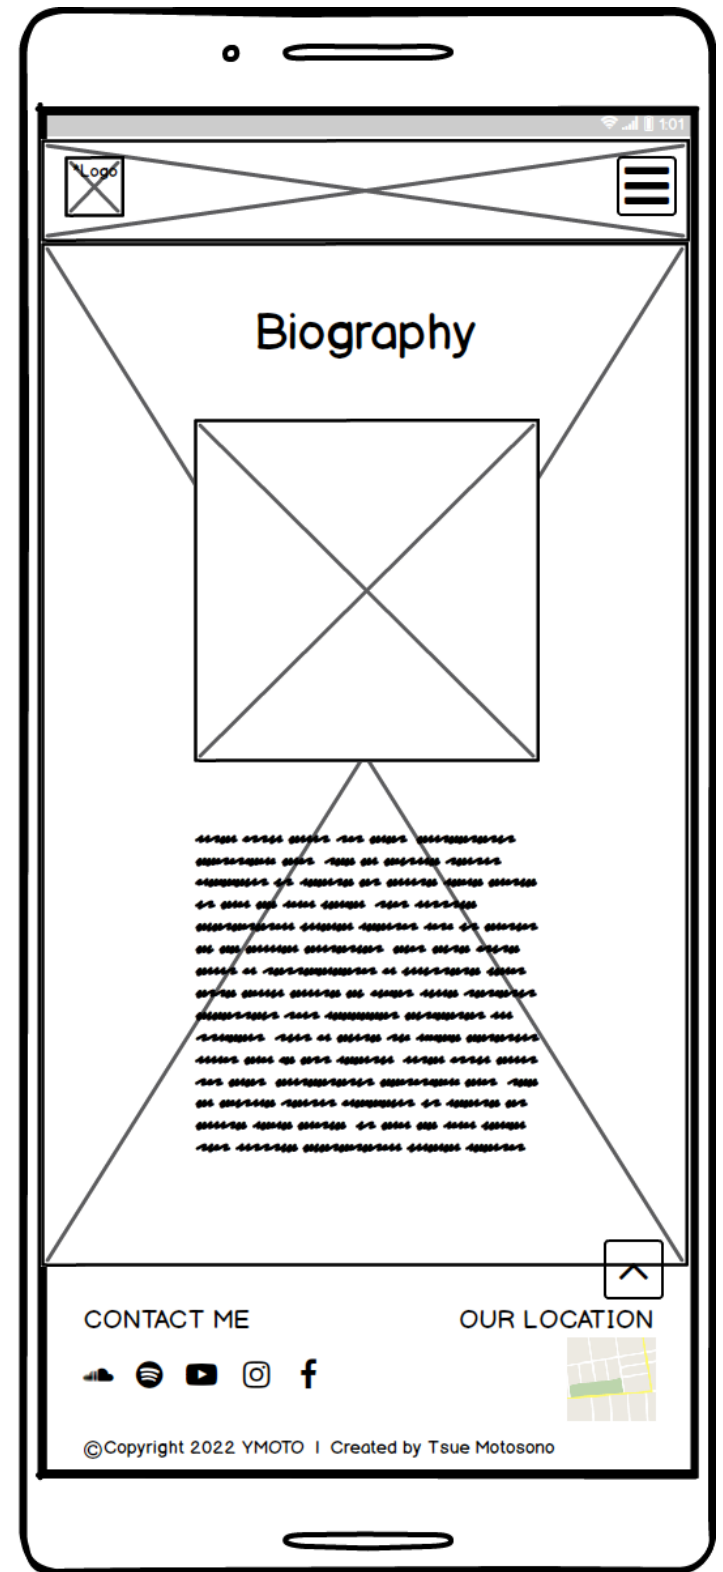 1:01
*Logo
Biography
CONTACT ME
OUR LOCATION
©Copyright 2022 YMOTO | Created by Tsue Motosono